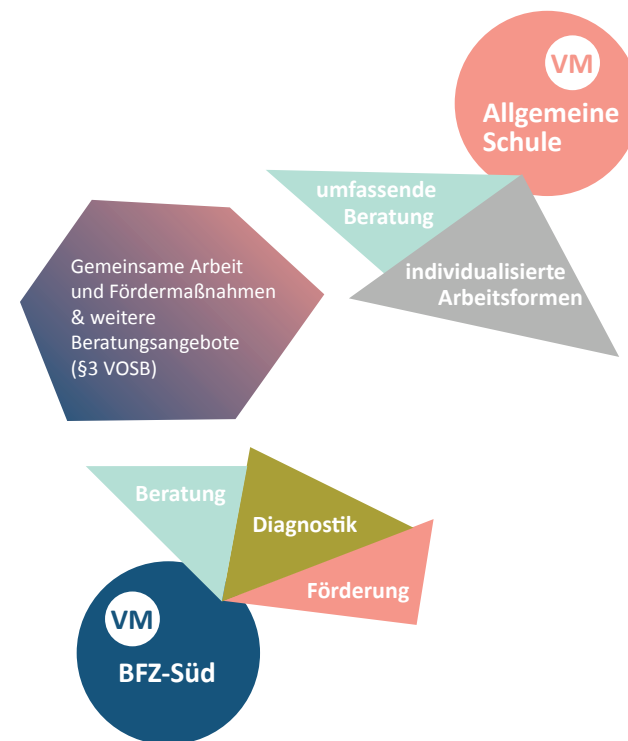 VM
Allgemeine
Schule
umfassende
Beratung
individualisierte
Arbeitsformen
Gemeinsame Arbeit
und Fördermaßnahmen
& weitere
Beratungsangebote
(§3 VOSB)
Beratung
Diagnostik
Förderung
VM
BFZ-Süd